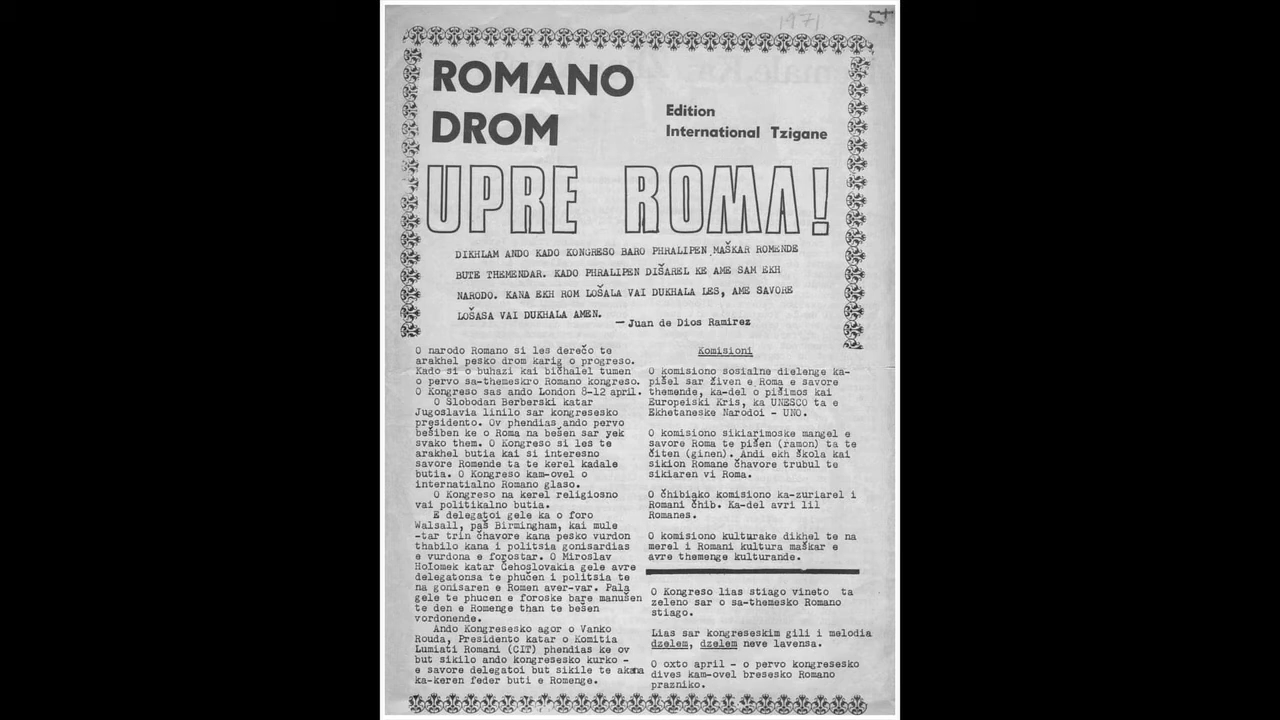 1971
5+
ROMANO
DROM
Edition
International Tzigane
UPRE ROMA!
DIKHLAM ANDO KADO KONGRESO BARO PHRALIPEN MAŠKAR ROMENDE
BUTE THEMENDAR. KADO PHRALIPEN DIŠAREL KE AME SAM EKH
NARODO. KANA EKH ROM LOŠALA VAI DUKHALA LES, AME SAVORE
LOŠASA VAI DUKHALA AMEN.
— Juan de Dios Ramirez
O narodo Romano si les derečo te
arakhel pesko drom karig o progreso.
Kado si o buhazi kai bičhalel tumen
o pervo sa-themeskro Romano kongreso.
O Kongreso sas ando London 8-12 april.
O Slobodan Berberski katar
Jugoslavia linilo sar kongresesko
presidento. Ov phendias ando pervo
bešiben ke o Roma na bešen sar yek
svako them. O Kongreso si les te
arakhel butia kai si interesno
savore Romende ta te kerel kadale
butia. O Kongreso kam-ovel o
internatialno Romano glaso.
O Kongreso na kerel religiosno
vai politikalno butia.
E delegatoi gele ka o foro
Walsall, paš Birmingham, kai mule
-tar trin čhavore kana pesko vurdon
thabilo kana i politsia gonisardias
e vurdona e forostar. O Miroslav
Holomek katar Čehoslovakia gele avre
delegatonsa te phučen i politsia te
na gonisaren e Romen aver-var. Pala
gele te phucen e foroske bare manušen
te den e Romenge than te bešen
vordonende.
Ando Kongresesko agor o Vanko
Rouda, Presidento katar o Komitia
Lumiati Romani (CIT) phendias ke ov
but sikilo ando kongresesko kurko -
e savore delegatoi but sikile te akana
ka-keren feder buti e Romenge.
Komisioni
O komisiono sosialne dielenge ka-
pišel sar živen e Roma e savore
themende, ka-del o pišimos kai
Europeiski Kris, ka UNESCO ta e
Ekhetaneske Narodoi - UNO.
O komisiono sikiarimoske mangel e
savore Roma te pišen (ramon) ta te
čiten (ginen). Andi ekh škola kai
sikion Romane čhavore trubul te
sikiaren vi Roma.
O čhibiako komisiono ka-zuriarel i
Romani čhib. Ka-del avri lil
Romanes.
O komisiono kulturake dikhel te na
merel i Romani kultura maškar e
avre themenge kulturande.
O Kongreso lias stiago vineto ta
zeleno sar o sa-themesko Romano
stiago.
Lias sar kongreseskim gili i melodia
dzelem, dzelem neve lavensa.
O oxto april - o pervo kongresesko
dives kam-ovel bresesko Romano
prazniko.